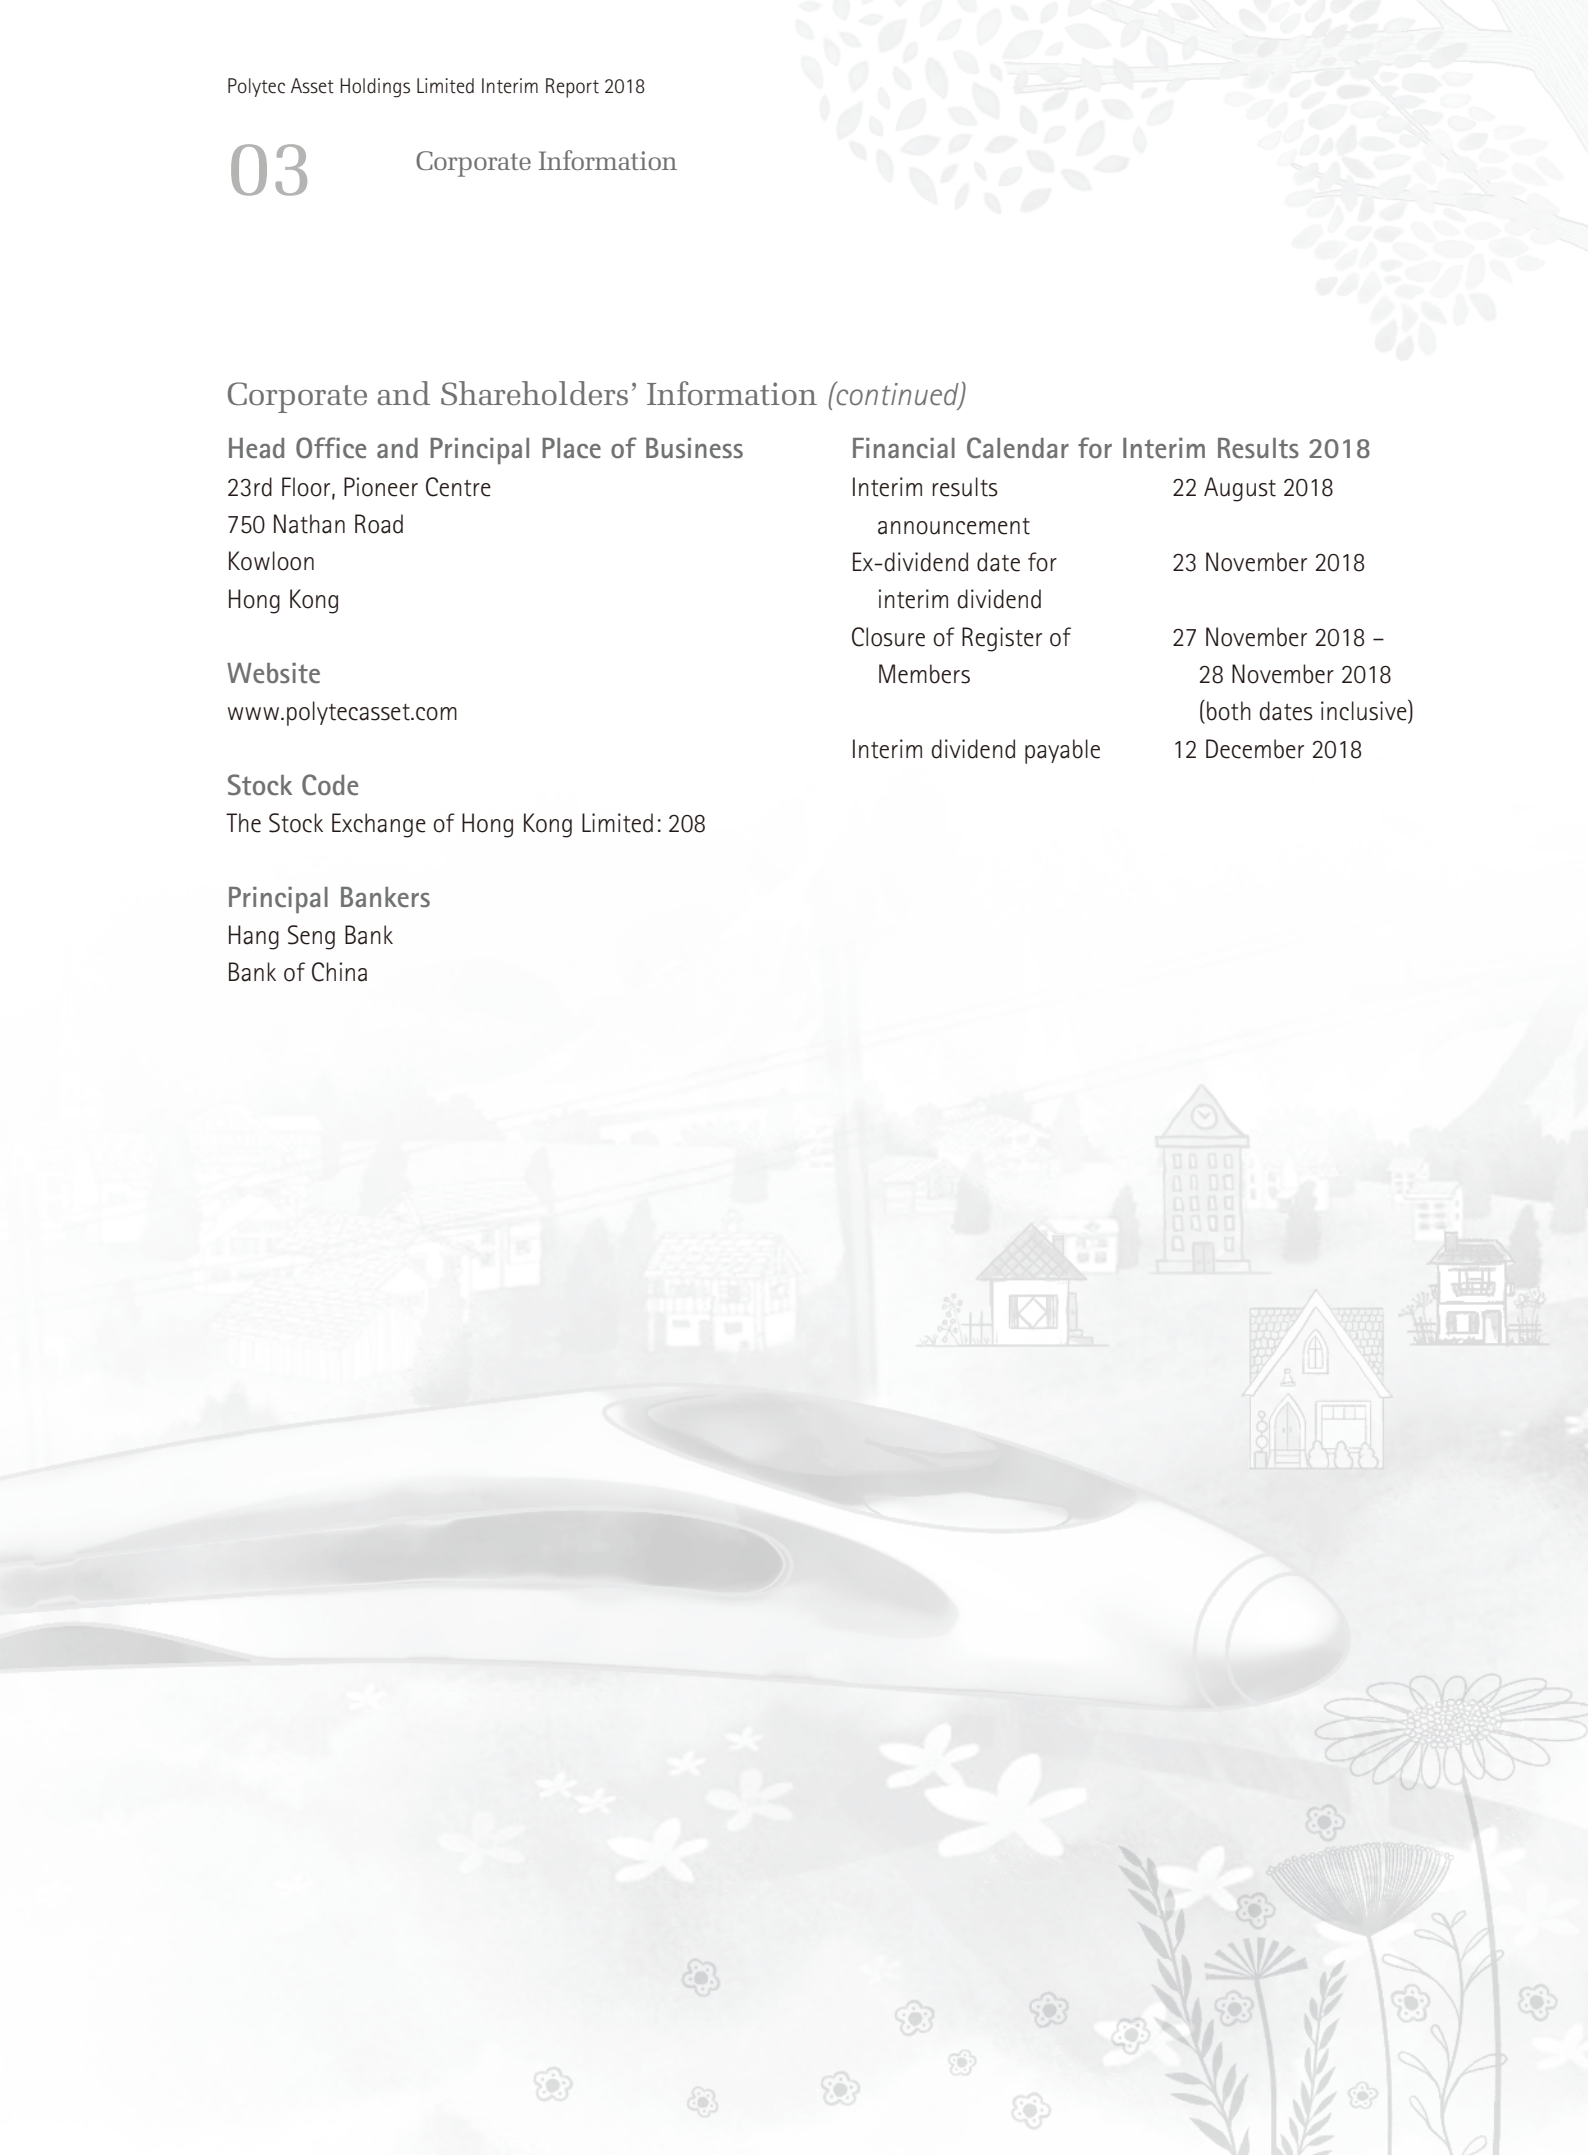 Polytec Asset Holdings Limited Interim Report 2018
03
Corporate Information
Corporate and Shareholders’ Information (continued)
Head Office and Principal Place of Business
23rd Floor, Pioneer Centre
750 Nathan Road
Kowloon
Hong Kong
Website
www.polytecasset.com
Stock Code
The Stock Exchange of Hong Kong Limited: 208
Principal Bankers
Hang Seng Bank
Bank of China
Financial Calendar for Interim Results 2018
Interim results 22 August 2018
announcement
Ex-dividend date for 23 November 2018
interim dividend
Closure of Register of 27 November 2018 –
Members 28 November 2018
(both dates inclusive)
Interim dividend payable 12 December 2018